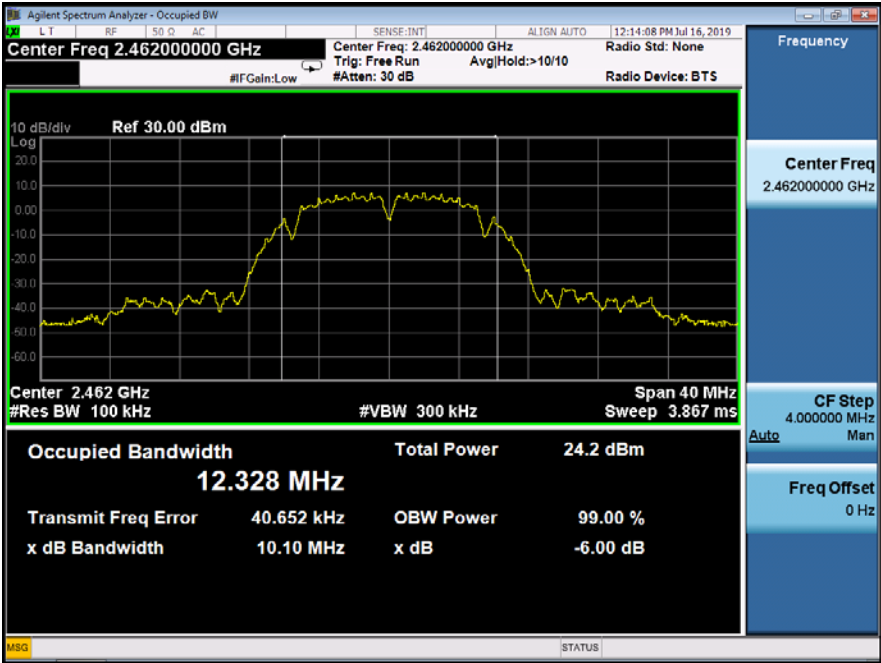 Agilent Spectrum Analyzer - Occupied BW
LXI L T RF 50 Ω AC SENSE:INT ALIGN AUTO 12:14:08 PM Jul 16, 2019
Center Freq 2.462000000 GHz
Center Freq: 2.462000000 GHz Radio Std: None
Trig: Free Run Avg|Hold:>10/10
#IFGain:Low #Atten: 30 dB Radio Device: BTS
10 dB/div Ref 30.00 dBm
Log
20.0
10.0
0.00
-10.0
-20.0
-30.0
-40.0
-50.0
-60.0
Center 2.462 GHz Span 40 MHz
#Res BW 100 kHz #VBW 300 kHz Sweep 3.867 ms
Occupied Bandwidth Total Power 24.2 dBm
12.328 MHz
Transmit Freq Error 40.652 kHz OBW Power 99.00 %
x dB Bandwidth 10.10 MHz x dB -6.00 dB
MSG STATUS
Frequency
Center Freq
2.462000000 GHz
CF Step
4.000000 MHz
Auto Man
Freq Offset
0 Hz